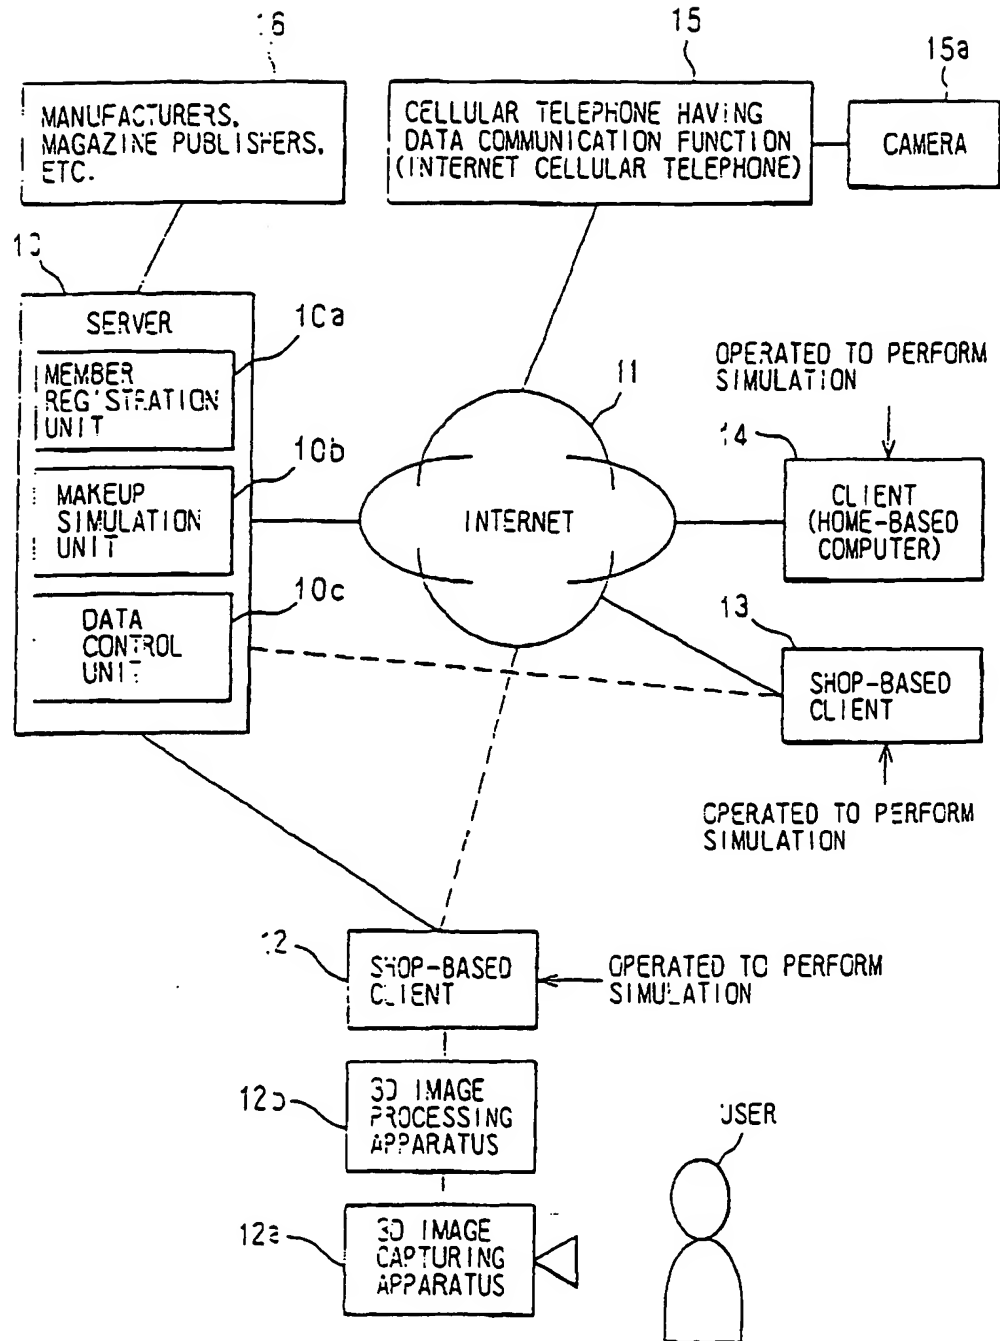 16
MANUFACTURERS,
MAGAZINE PUBLISHERS,
ETC.
15
CELLULAR TELEPHONE HAVING
DATA COMMUNICATION FUNCTION
(INTERNET CELLULAR TELEPHONE)
15a
CAMERA
10
SERVER
10a
MEMBER
REGISTRATION
UNIT
10b
MAKEUP
SIMULATION
UNIT
10c
DATA
CONTROL
UNIT
11
INTERNET
OPERATED TO PERFORM
SIMULATION
14
CLIENT
(HOME-BASED
COMPUTER)
13
SHOP-BASED
CLIENT
OPERATED TO PERFORM
SIMULATION
12
SHOP-BASED
CLIENT
OPERATED TO PERFORM
SIMULATION
12b
3D IMAGE
PROCESSING
APPARATUS
12a
3D IMAGE
CAPTURING
APPARATUS
USER